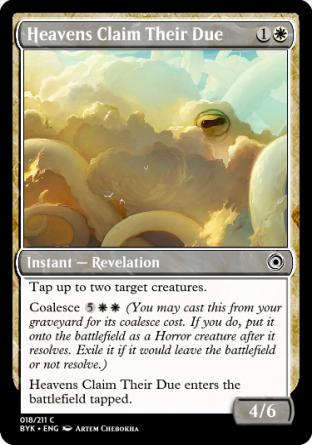 Heavens Claim Their Due 1
Instant — Revelation
Tap up to two target creatures.
Coalesce 5 (You may cast this from your
graveyard for its coalesce cost. If you do, put it
onto the battlefield as a Horror creature after it
resolves. Exile it if it would leave the battlefield
or not resolve.)
Heavens Claim Their Due enters the
battlefield tapped.
4/6
018/211 C
BYK • ENG Artem Chebokha